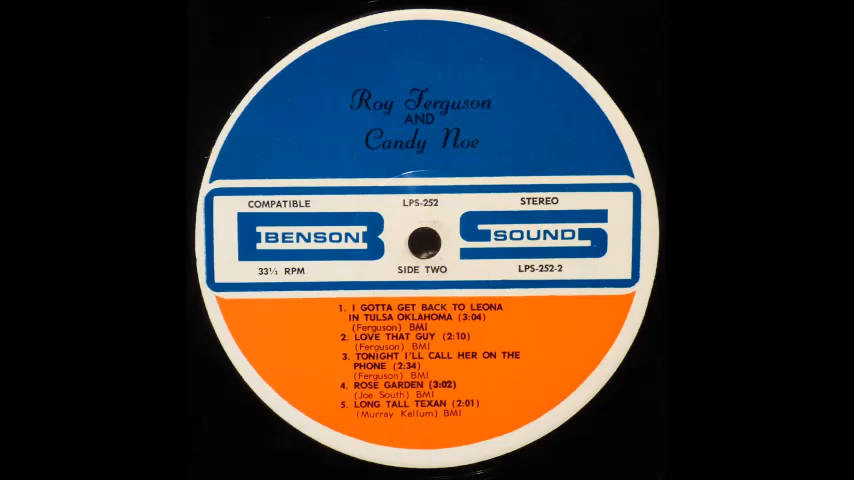 Roy Ferguson
AND
Candy Noe
COMPATIBLE LPS-252 STEREO
BENSON SOUND
33⅓ RPM SIDE TWO LPS-252-2
1. I GOTTA GET BACK TO LEONA
IN TULSA OKLAHOMA (3:04)
(Ferguson) BMI
2. LOVE THAT GUY (2:10)
(Ferguson) BMI
3. TONIGHT I'LL CALL HER ON THE
PHONE (2:34)
(Ferguson) BMI
4. ROSE GARDEN (3:02)
(Joe South) BMI
5. LONG TALL TEXAN (2:01)
(Murray Kellum) BMI